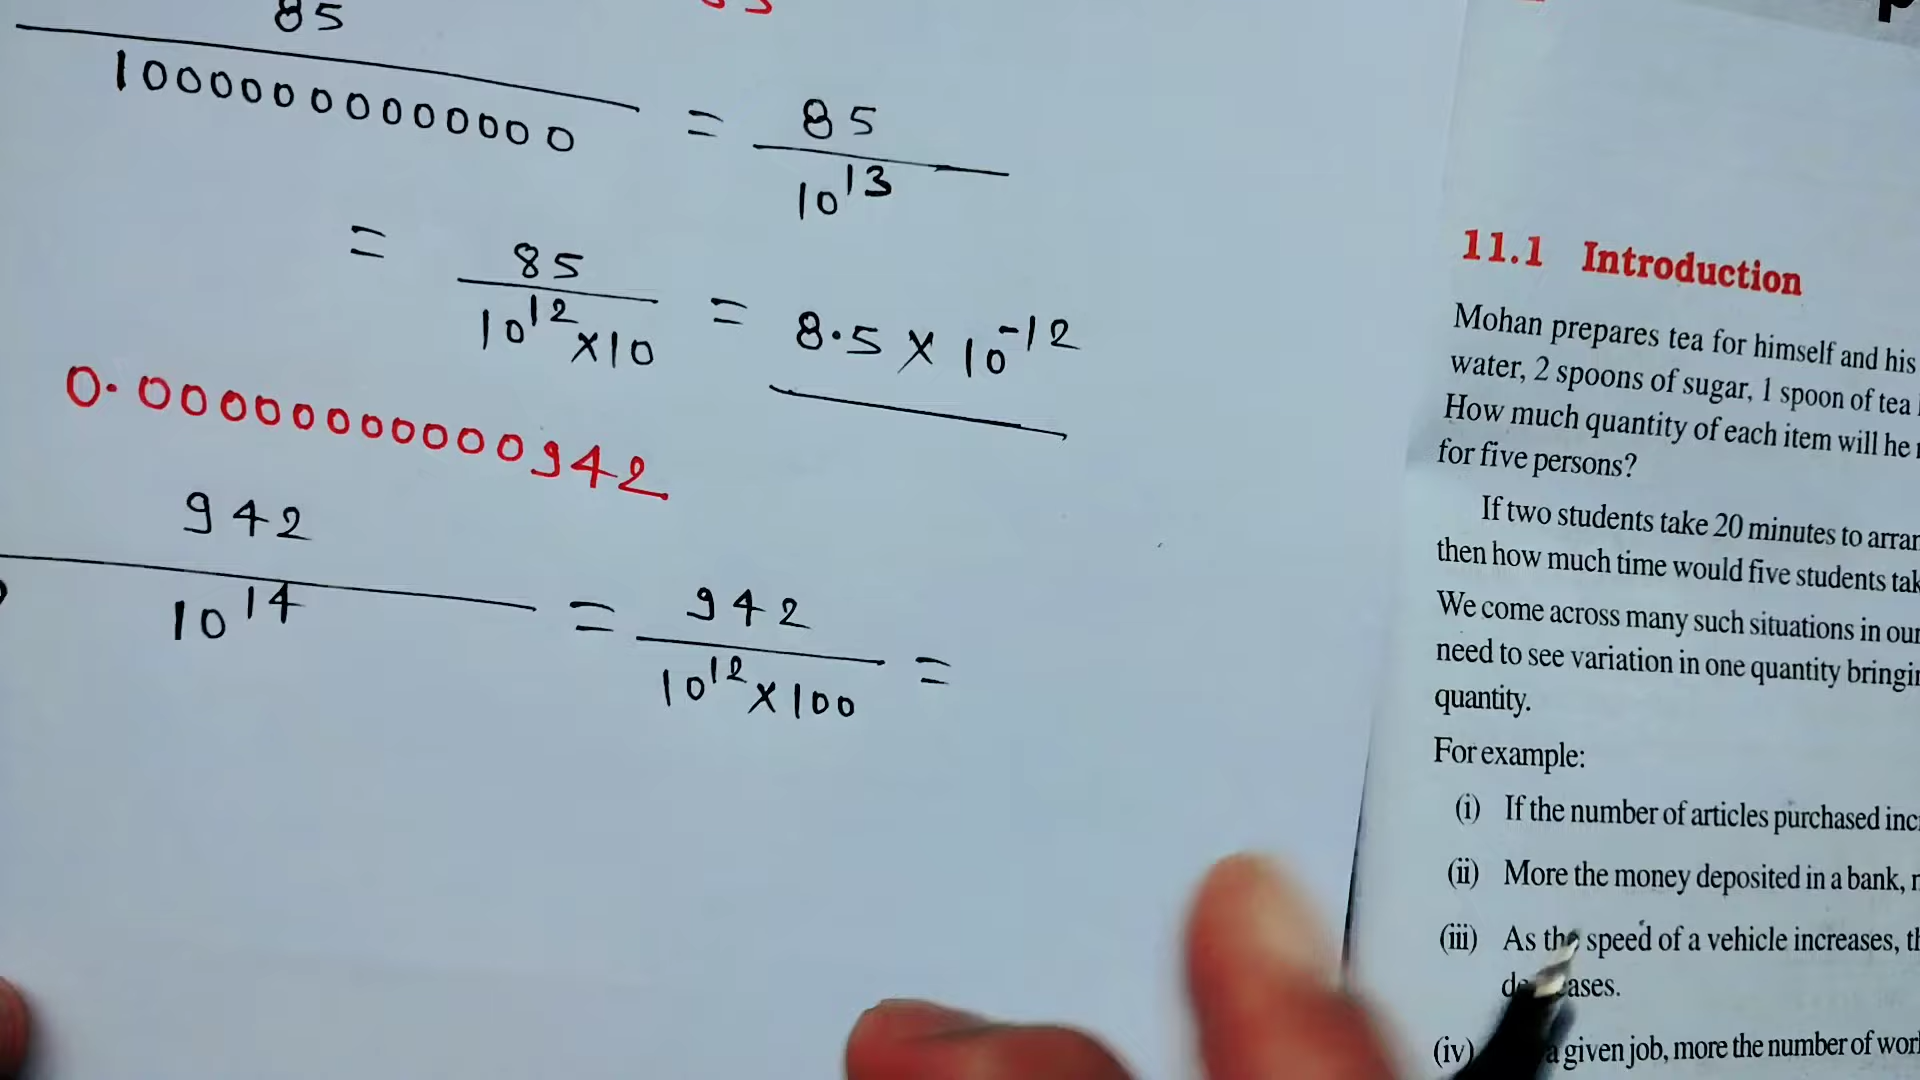 85
10000000000000 = 85
10^13
= 85 = 8.5 × 10^-12
10^12 × 10
0.00000000000942
942
10^14 = 942 =
10^12 × 100
11.1 Introduction
Mohan prepares tea for himself and his
water, 2 spoons of sugar, 1 spoon of tea
How much quantity of each item will he
for five persons?
If two students take 20 minutes to arran
then how much time would five students tak
We come across many such situations in our
need to see variation in one quantity bringin
quantity.
For example:
(i) If the number of articles purchased inc
(ii) More the money deposited in a bank,
(iii) As the speed of a vehicle increases, th
(iv) a given job, more the number of work